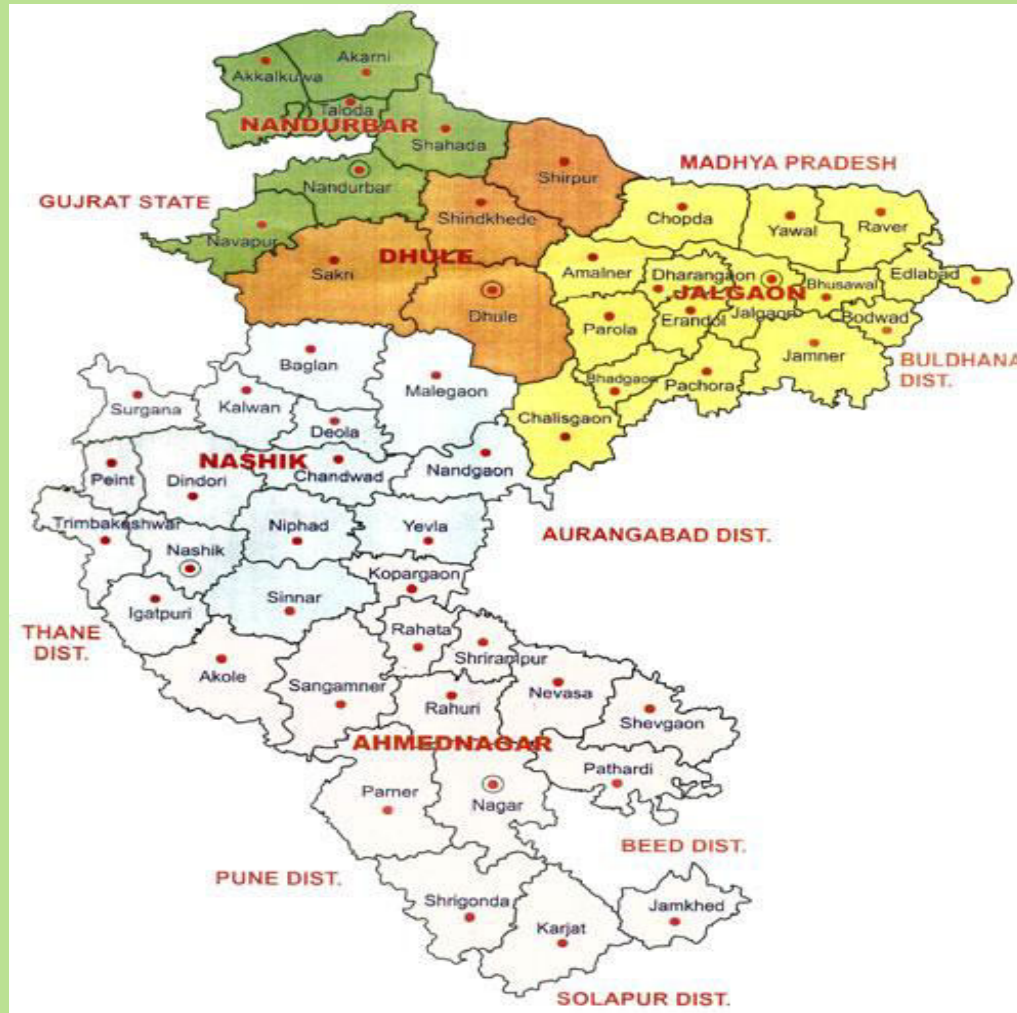 Akarni
Akkalkuwa
Taloda
NANDURBAR
Shahada
Shirpur
MADHYA PRADESH
Nandurbar
GUJRAT STATE
Shindkhede
Chopda
Yawal
Raver
Navapur
DHULE
Sakri
Amalner
Dharangaon
Bhusawal
Edlabad
JALGAON
Dhule
Parola
Erandol
Jalgaon
Bodwad
Jamner
BULDHANA
DIST.
Baglan
Malegaon
Bhadgaon
Pachora
Surgana
Kalwan
Chalisgaon
Deola
NASHIK
Chandwad
Nandgaon
Peint
Dindori
Trimbakeshwar
Niphad
Yevla
AURANGABAD DIST.
Nashik
Kopargaon
Sinnar
Igatpuri
THANE
DIST.
Rahata
Shrirampur
Akole
Sangamner
Rahuri
Nevasa
Shevgaon
AHMEDNAGAR
Pathardi
Parner
Nagar
BEED DIST.
PUNE DIST.
Shrigonda
Karjat
Jamkhed
SOLAPUR DIST.